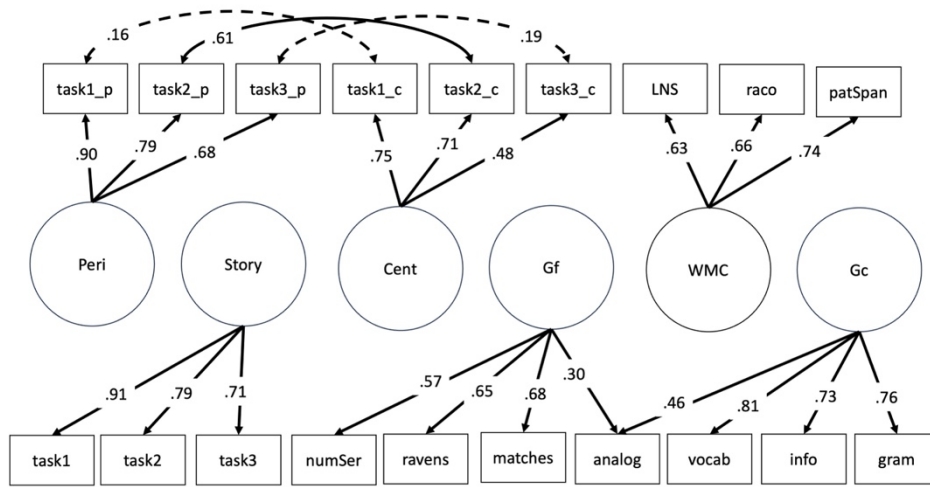 .16 .61 .19
task1_p task2_p task3_p task1_c task2_c task3_c LNS raco patSpan
.90 .79 .68 .75 .71 .48 .63 .66 .74
Peri Story Cent Gf WMC Gc
.91 .79 .71 .57 .65 .68 .30 .46 .81 .73 .76
task1 task2 task3 numSer ravens matches analog vocab info gram